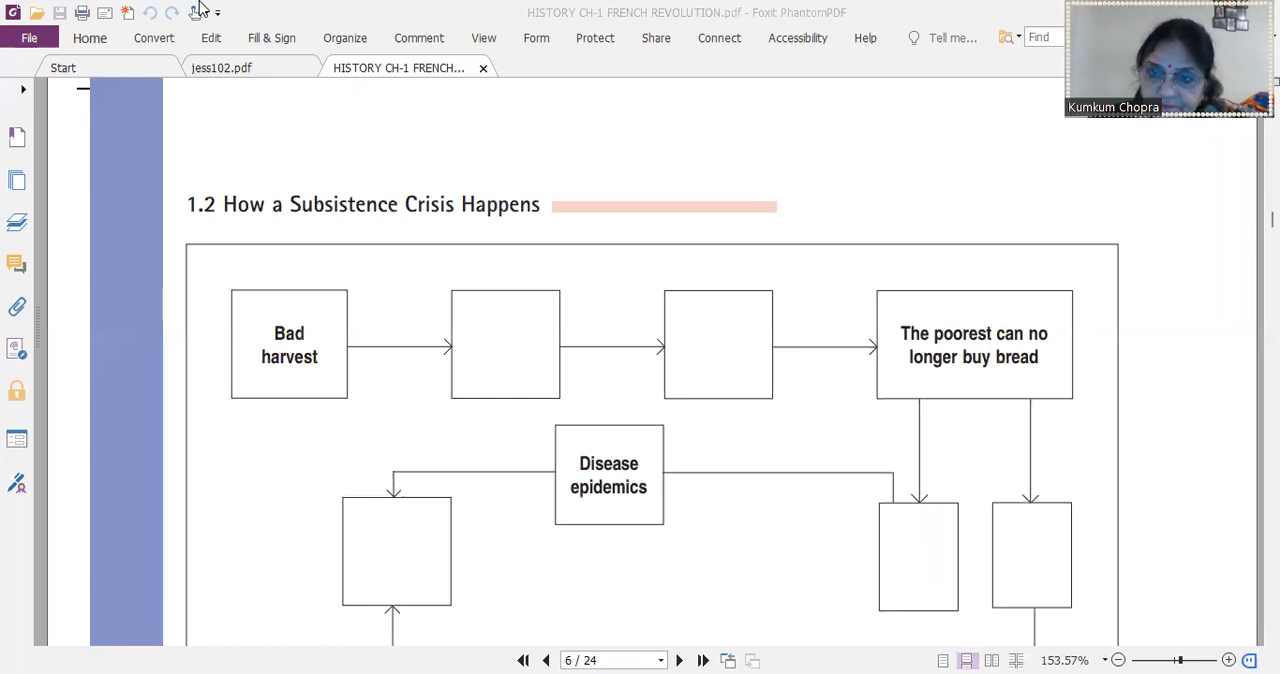 HISTORY CH-1 FRENCH REVOLUTION.pdf - Foxit PhantomPDF
File Home Convert Edit Fill & Sign Organize Comment View Form Protect Share Connect Accessibility Help Tell me... Find
Start jess102.pdf HISTORY CH-1 FRENCH...
Kumkum Chopra
1.2 How a Subsistence Crisis Happens
Bad
harvest
The poorest can no
longer buy bread
Disease
epidemics
6 / 24
153.57%